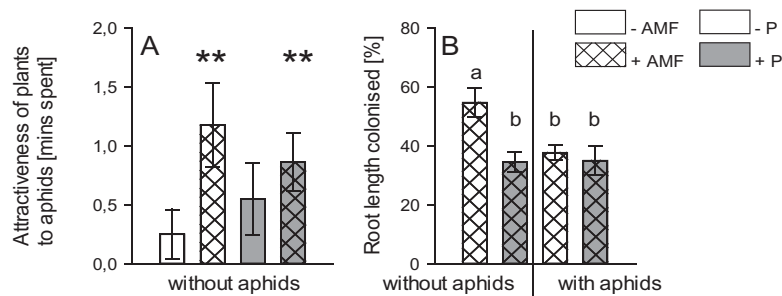 - AMF
- P
+ AMF
+ P
A
**
**
2,0
1,5
1,0
0,5
0,0
Attractiveness of plants
to aphids [mins spent]
without aphids
B
a
b
b
b
80
60
40
20
0
Root length colonised [%]
without aphids
with aphids